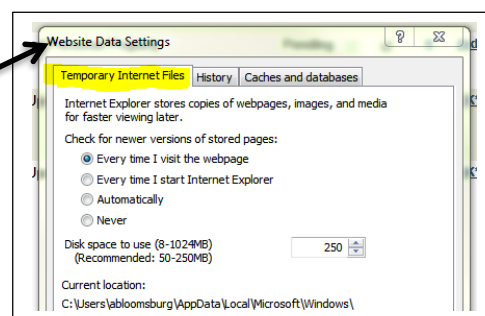 Website Data Settings
Temporary Internet Files History Caches and databases
Internet Explorer stores copies of webpages, images, and media
for faster viewing later.
Check for newer versions of stored pages:
Every time I visit the webpage
Every time I start Internet Explorer
Automatically
Never
Disk space to use (8-1024MB) 250
(Recommended: 50-250MB)
Current location:
C:\Users\abloomsburg\AppData\Local\Microsoft\Windows\